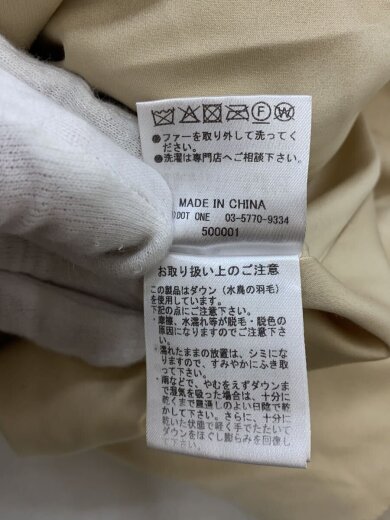 ●ファーを取り外して洗ってく
ださい。
●洗濯は専門店へご相談下さい。
MADE IN CHINA
DOT ONE 03-5770-9334
500001
お取り扱い上のご注意
この製品はダウン(水鳥の羽毛)
を使用しています。
下記の点にご注意下さい。
・摩擦、水濡れ等が脱毛・脱色の
原因になりますのでご注意下さ
い。
・濡れたままの放置は、シミにな
りますので、すみやかにふき取
って下さい。
・雨などで、やむをえずダウンま
で湿気を吸った場合は、十分に
乾くまで風通しのよい日陰で乾
かして下さい。さらに、十分に
乾いた状態で軽く手でたたいて
ダウンをほぐし膨らみを回復し
て下さい。